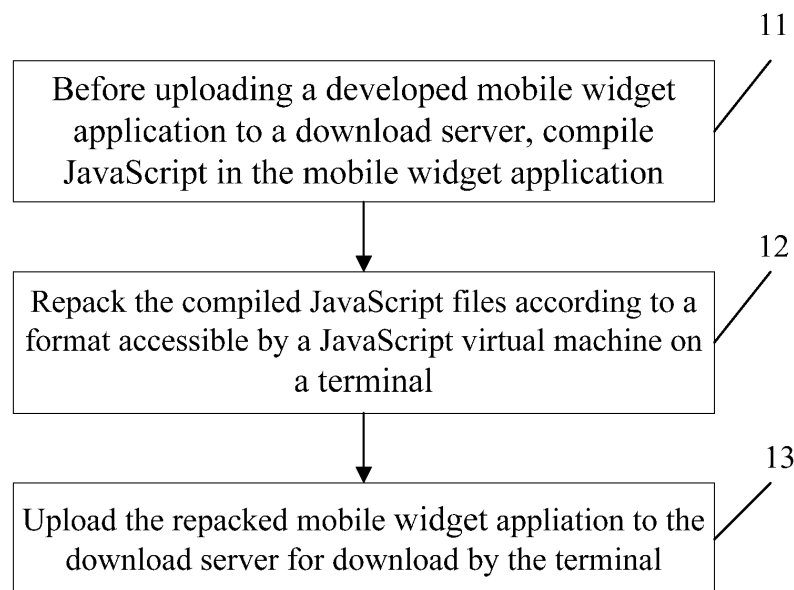 11
Before uploading a developed mobile widget
application to a download server, compile
JavaScript in the mobile widget application
12
Repack the compiled JavaScript files according to a
format accessible by a JavaScript virtual machine on
a terminal
13
Upload the repacked mobile widget appliation to the
download server for download by the terminal